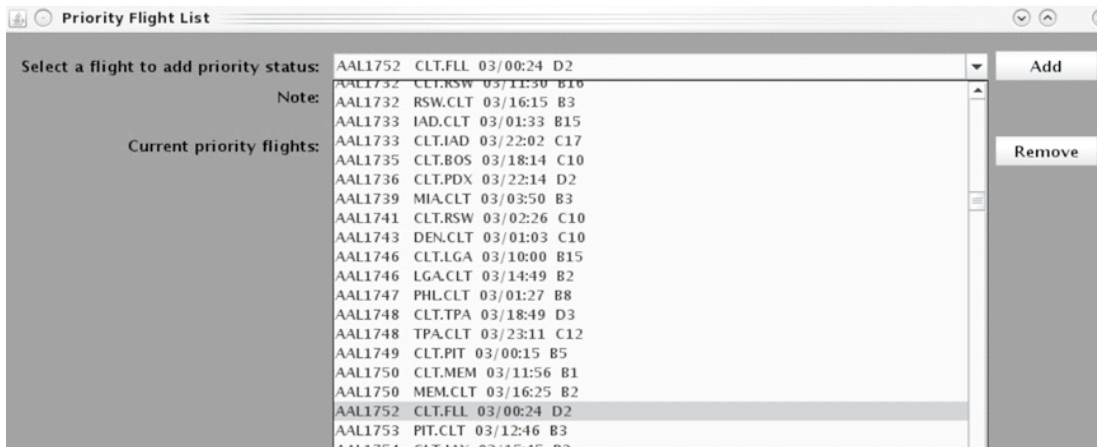 Priority Flight List
Select a flight to add priority status: AAL1752 CLT.FLL 03/00:24 D2 Add
AAL1732 CLT.RSW 03/11:30 B16
Note:
AAL1732 RSW.CLT 03/16:15 B3
AAL1733 IAD.CLT 03/01:33 B15
AAL1733 CLT.IAD 03/22:02 C17
Current priority flights:
Remove
AAL1735 CLT.BOS 03/18:14 C10
AAL1736 CLT.PDX 03/22:14 D2
AAL1739 MIA.CLT 03/03:50 B3
AAL1741 CLT.RSW 03/02:26 C10
AAL1743 DEN.CLT 03/01:03 C10
AAL1746 CLT.LGA 03/10:00 B15
AAL1746 LGA.CLT 03/14:49 B2
AAL1747 PHL.CLT 03/01:27 B8
AAL1748 CLT.TPA 03/18:49 D3
AAL1748 TPA.CLT 03/23:11 C12
AAL1749 CLT.PIT 03/00:15 B5
AAL1750 CLT.MEM 03/11:56 B1
AAL1750 MEM.CLT 03/16:25 B2
AAL1752 CLT.FLL 03/00:24 D2
AAL1753 PIT.CLT 03/12:46 B3